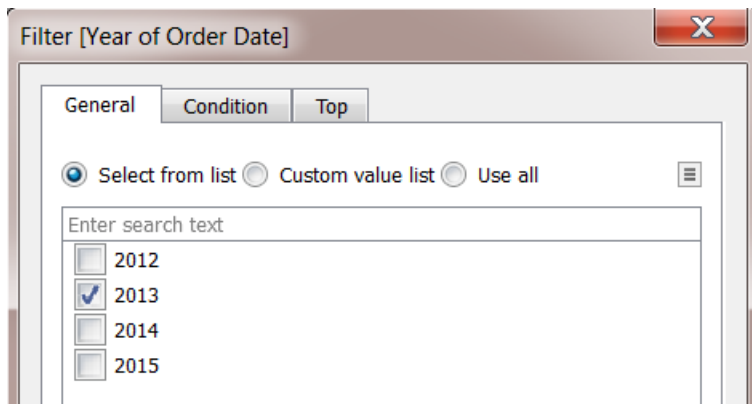 Filter [Year of Order Date]
General Condition Top
Select from list Custom value list Use all
Enter search text
2012
2013
2014
2015